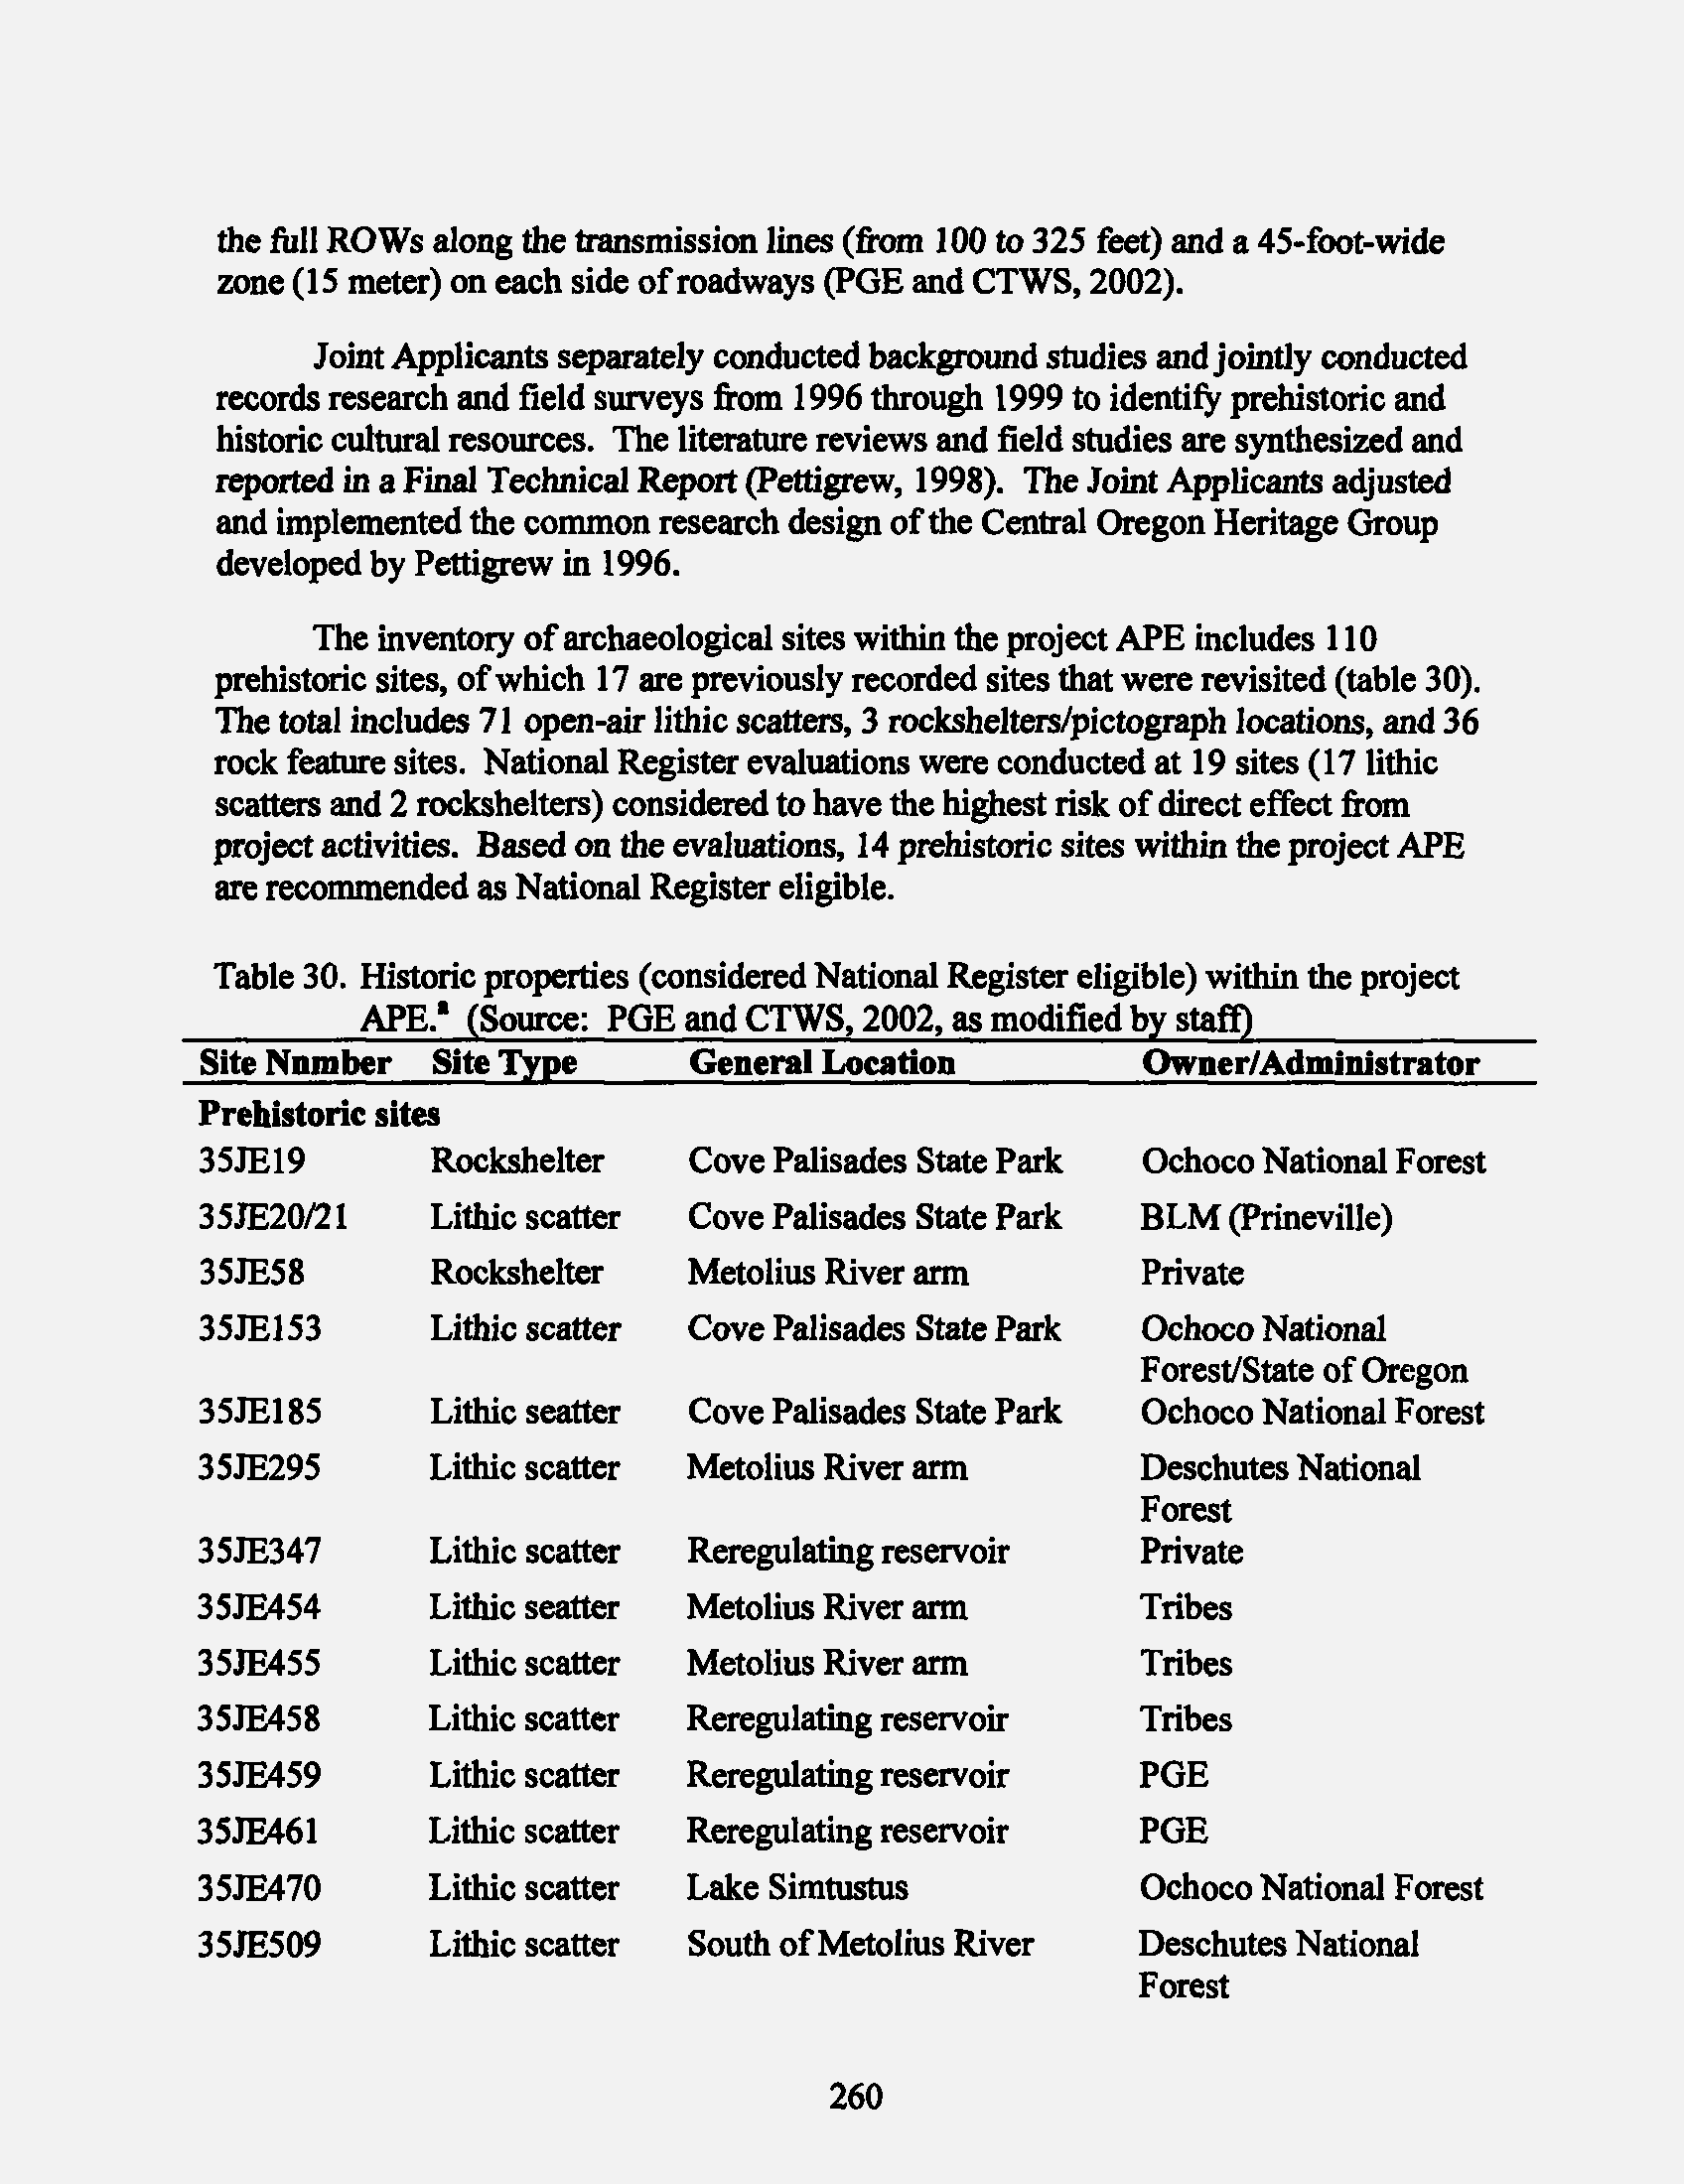 the full ROWs along the transmission lines (from 100 to 325 feet) and a 45-foot-wide
zone (15 meter) on each side of roadways (PGE and CTWS, 2002).
Joint Applicants separately conducted background studies and jointly conducted
records research and field surveys from 1996 through 1999 to identify prehistoric and
historic cultural resources. The literature reviews and field studies are synthesized and
reported in a Final Technical Report (Pettigrew, 1998). The Joint Applicants adjusted
and implemented the common research design of the Central Oregon Heritage Group
developed by Pettigrew in 1996.
The inventory of archaeological sites within the project APE includes 110
prehistoric sites, of which 17 are previously recorded sites that were revisited (table 30).
The total includes 71 open-air lithic scatters, 3 rockshelters/pictograph locations, and 36
rock feature sites. National Register evaluations were conducted at 19 sites (17 lithic
scatters and 2 rockshelters) considered to have the highest risk of direct effect from
project activities. Based on the evaluations, 14 prehistoric sites within the project APE
are recommended as National Register eligible.
Table 30. Historic properties (considered National Register eligible) within the project
APE.ª (Source: PGE and CTWS, 2002, as modified by staff)
Site Nnmber Site Type General Location Owner/Administrator
Prehistoric sites
35JE19 Rockshelter Cove Palisades State Park Ochoco National Forest
35JE20/21 Lithic scatter Cove Palisades State Park BLM (Prineville)
35JE58 Rockshelter Metolius River arm Private
35JE153 Lithic scatter Cove Palisades State Park Ochoco National
Forest/State of Oregon
35JE185 Lithic seatter Cove Palisades State Park Ochoco National Forest
35JE295 Lithic scatter Metolius River arm Deschutes National
Forest
35JE347 Lithic scatter Reregulating reservoir Private
35JE454 Lithic seatter Metolius River arm Tribes
35JE455 Lithic scatter Metolius River arm Tribes
35JE458 Lithic scatter Reregulating reservoir Tribes
35JE459 Lithic scatter Reregulating reservoir PGE
35JE461 Lithic scatter Reregulating reservoir PGE
35JE470 Lithic scatter Lake Simtustus Ochoco National Forest
35JE509 Lithic scatter South of Metolius River Deschutes National
Forest
260